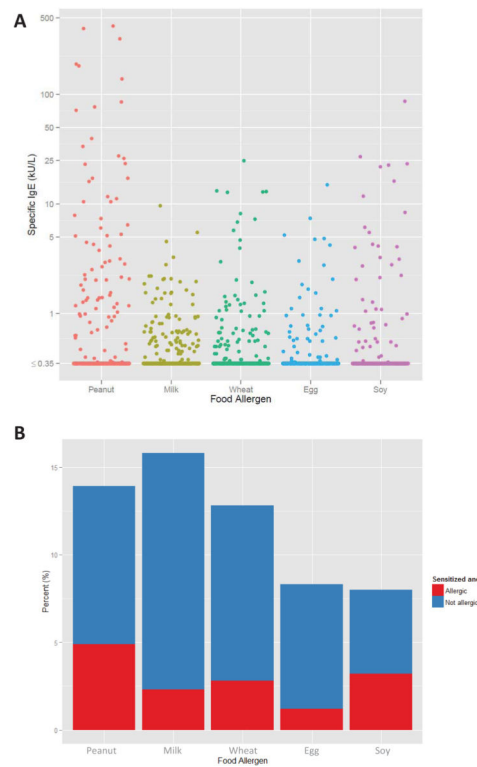 A
500
100
50
25
10
5
1
≤0.35
Specific IgE (kU/L)
Peanut Milk Wheat Egg Soy
Food Allergen
B
15
10
5
0
Percent (%)
Sensitized and
Allergic
Not allergic
Peanut Milk Wheat Egg Soy
Food Allergen